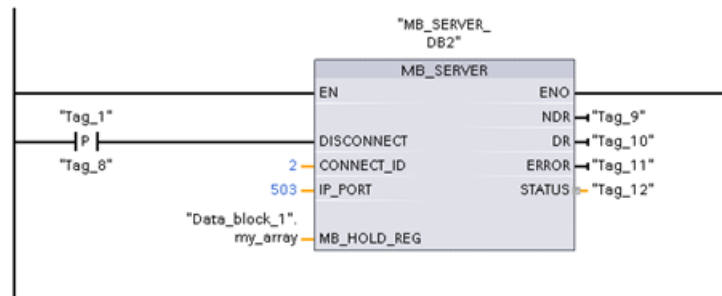 "MB_SERVER_
DB2"
MB_SERVER
EN
ENO
"Tag_1"
NDR
"Tag_9"
P
DISCONNECT
DR
"Tag_10"
"Tag_8"
2
CONNECT_ID
ERROR
"Tag_11"
503
IP_PORT
STATUS
"Tag_12"
"Data_block_1".
my_array
MB_HOLD_REG